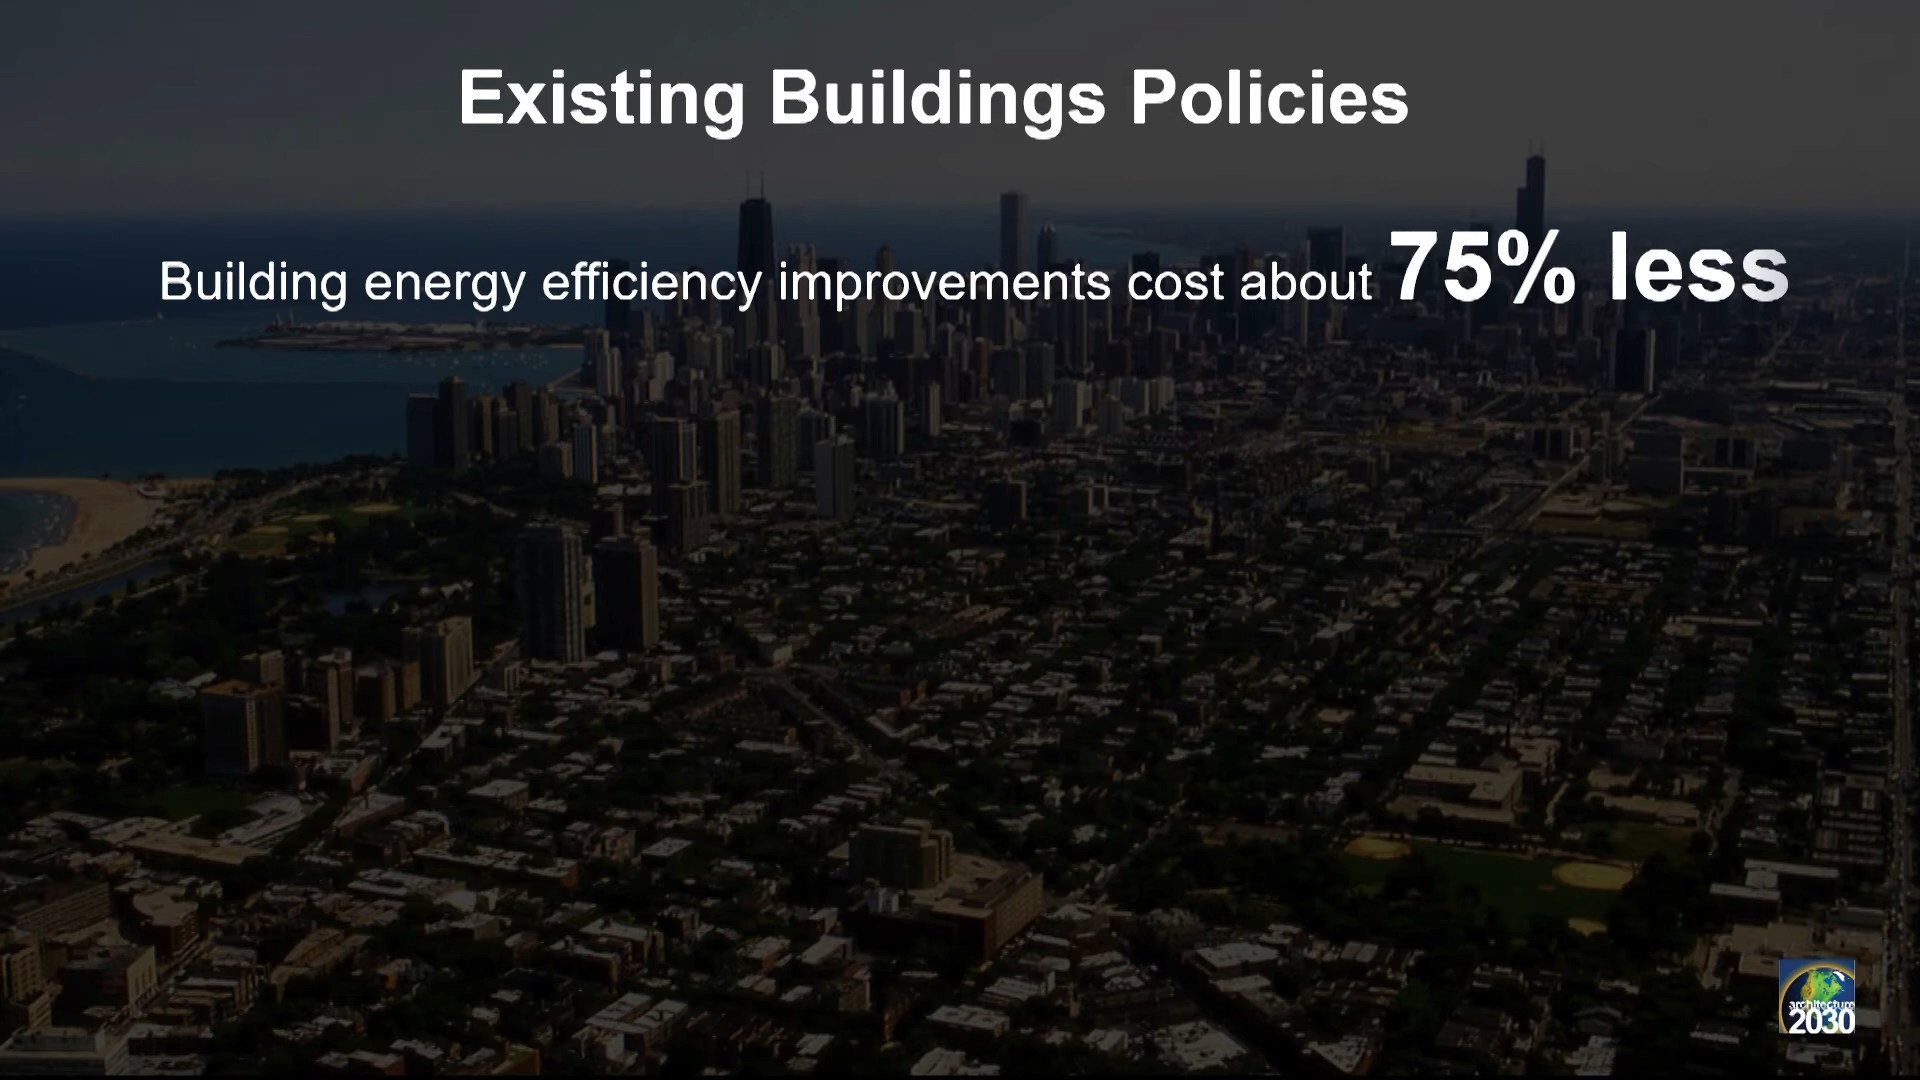 Existing Buildings Policies
Building energy efficiency improvements cost about 75% less
architecture
2030